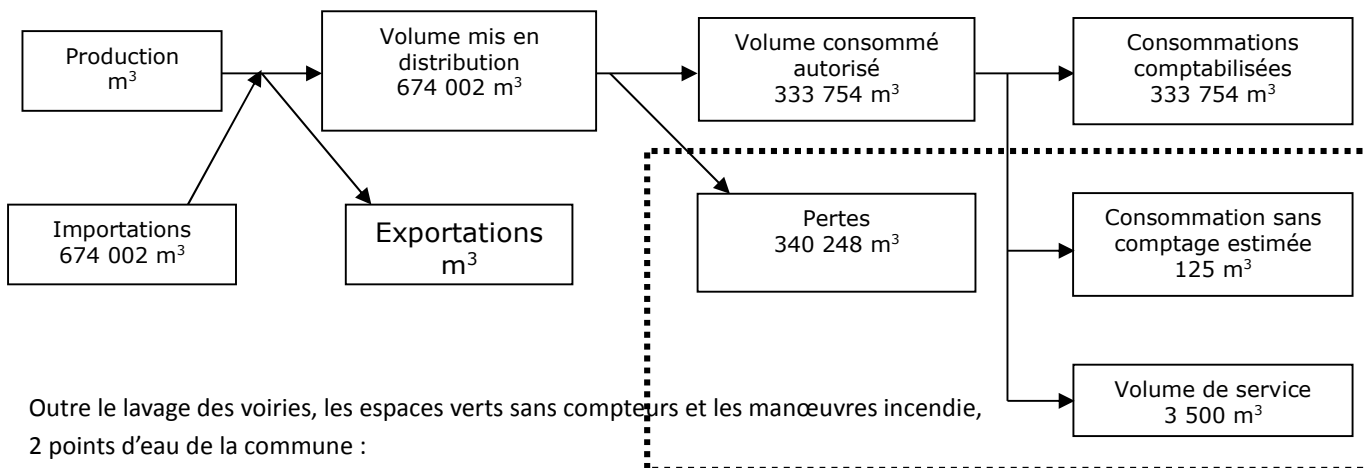 Production
m³
Volume mis en
distribution
674 002 m³
Volume consommé
autorisé
333 754 m³
Consommations
comptabilisées
333 754 m³
Importations
674 002 m³
Exportations
m³
Pertes
340 248 m³
Consommation sans
comptage estimée
125 m³
Volume de service
3 500 m³
Outre le lavage des voiries, les espaces verts sans compteurs et les manœuvres incendie,
2 points d'eau de la commune :